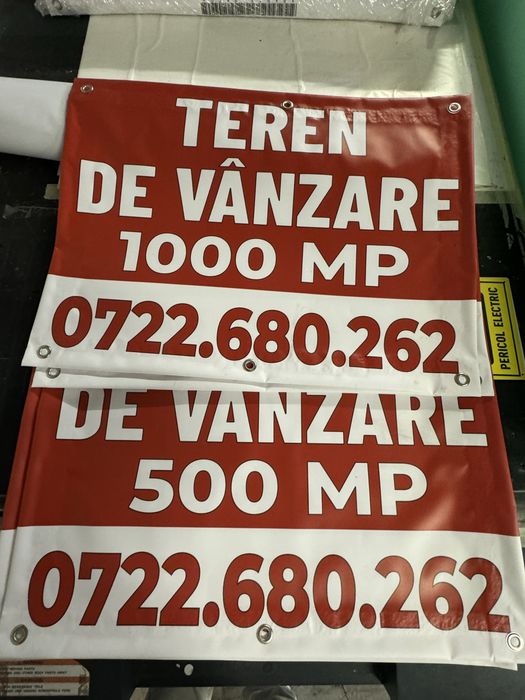 TEREN
DE VÂNZARE
1000 MP
0722.680.262
PERICOL ELECTRIC
DE VÂNZARE
500 MP
0722.680.262